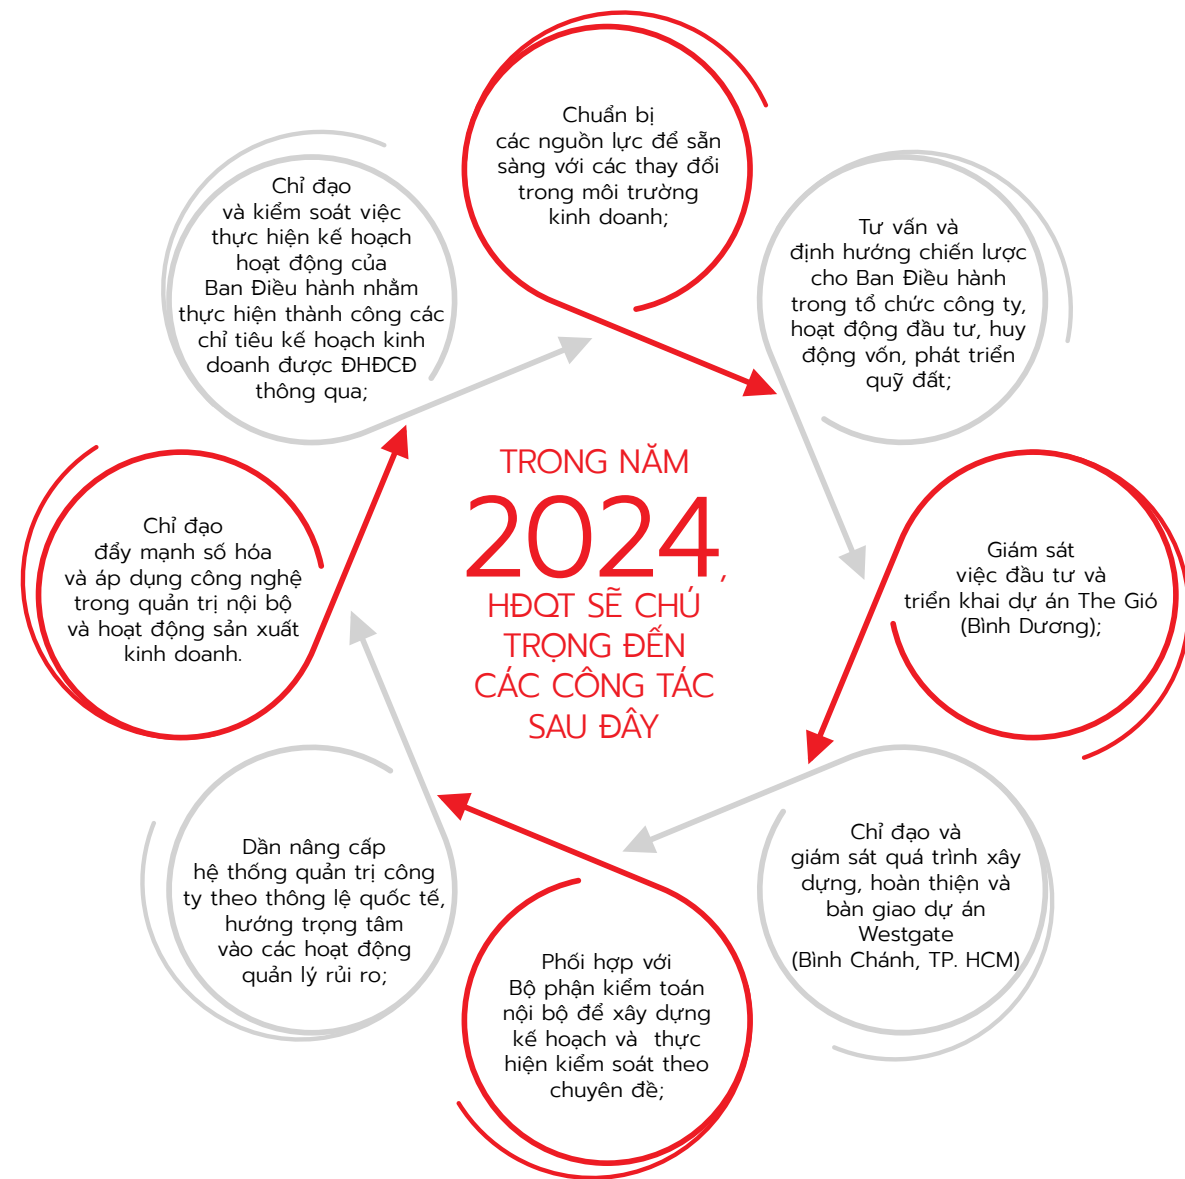 Chuẩn bị
các nguồn lực để sẵn
sàng với các thay đổi
trong môi trường
kinh doanh;
Tư vấn và
định hướng chiến lược
cho Ban Điều hành
trong tổ chức công ty,
hoạt động đầu tư, huy
động vốn, phát triển
quỹ đất;
Giám sát
việc đầu tư và
triển khai dự án The Gió
(Bình Dương);
Chỉ đạo và
giám sát quá trình xây
dựng, hoàn thiện và
bàn giao dự án
Westgate
(Bình Chánh, TP. HCM)
Phối hợp với
Bộ phận kiểm toán
nội bộ để xây dựng
kế hoạch và thực
hiện kiểm soát theo
chuyên đề;
Dần nâng cấp
hệ thống quản trị công
ty theo thông lệ quốc tế,
hướng trọng tâm
vào các hoạt động
quản lý rủi ro;
Chỉ đạo
đẩy mạnh số hóa
và áp dụng công nghệ
trong quản trị nội bộ
và hoạt động sản xuất
kinh doanh.
Chỉ đạo
và kiểm soát việc
thực hiện kế hoạch
hoạt động của
Ban Điều hành nhằm
thực hiện thành công các
chỉ tiêu kế hoạch kinh
doanh được ĐHĐCĐ
thông qua;
TRONG NĂM
2024,
HĐQT SẼ CHÚ
TRỌNG ĐẾN
CÁC CÔNG TÁC
SAU ĐÂY